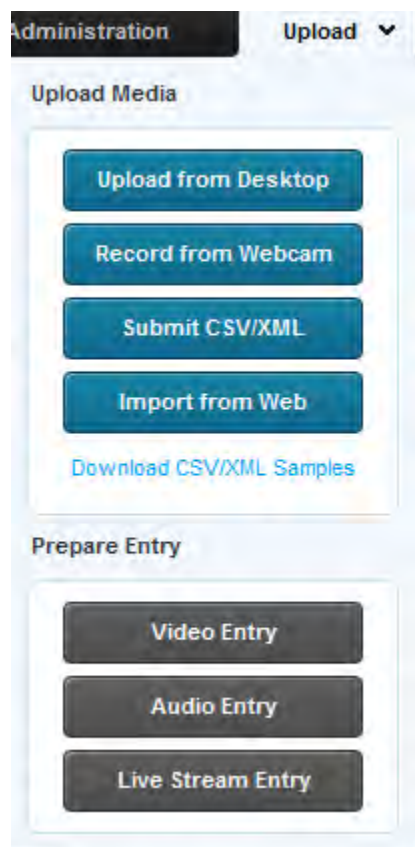 Administration
Upload
Upload Media
Upload from Desktop
Record from Webcam
Submit CSV/XML
Import from Web
Download CSV/XML Samples
Prepare Entry
Video Entry
Audio Entry
Live Stream Entry